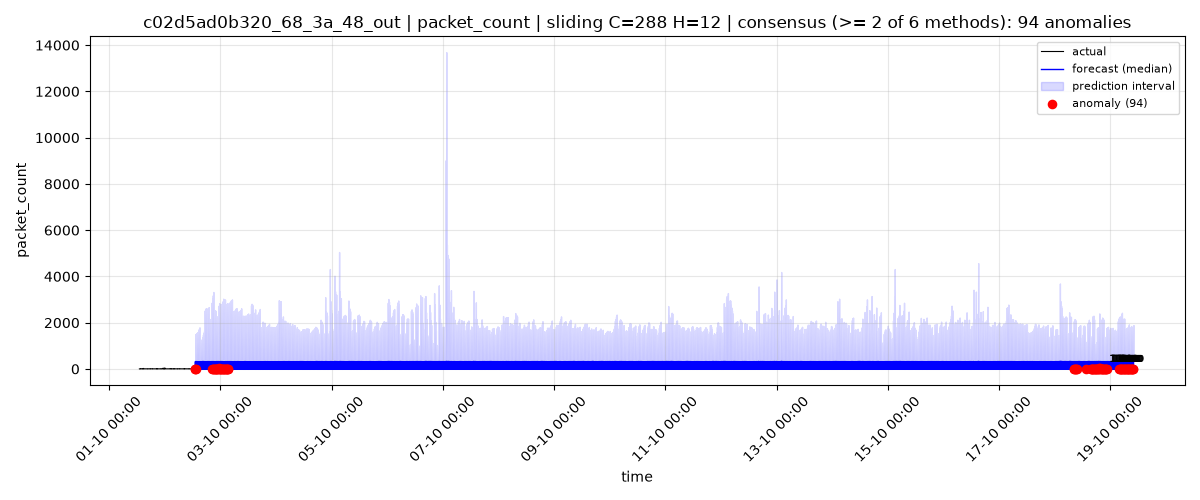 c02d5ad0b320_68_3a_48_out | packet_count | sliding C=288 H=12 | consensus (>= 2 of 6 methods): 94 anomalies
14000
12000
10000
8000
6000
4000
2000
0
packet_count
actual
forecast (median)
prediction interval
anomaly (94)
01-10 00:00
03-10 00:00
05-10 00:00
07-10 00:00
09-10 00:00
11-10 00:00
13-10 00:00
15-10 00:00
17-10 00:00
19-10 00:00
time